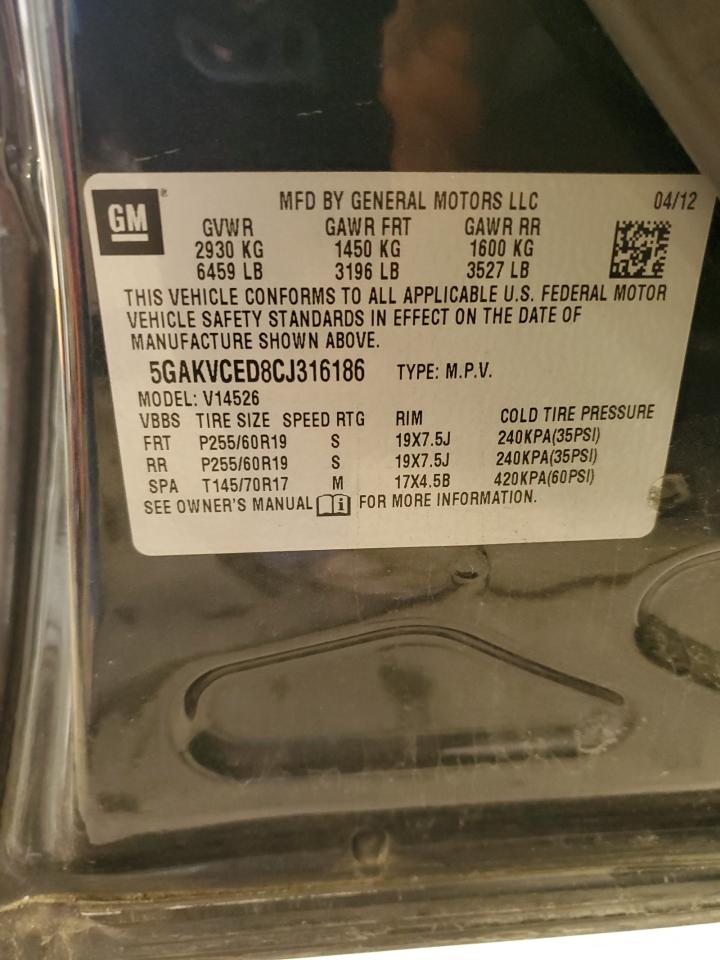 GM®
MFD BY GENERAL MOTORS LLC 04/12
GVWR GAWR FRT GAWR RR
2930 KG 1450 KG 1600 KG
6459 LB 3196 LB 3527 LB
THIS VEHICLE CONFORMS TO ALL APPLICABLE U.S. FEDERAL MOTOR
VEHICLE SAFETY STANDARDS IN EFFECT ON THE DATE OF
MANUFACTURE SHOWN ABOVE.
5GAKVCED8CJ316186 TYPE: M.P.V.
MODEL: V14526
VBBS TIRE SIZE SPEED RTG RIM COLD TIRE PRESSURE
FRT P255/60R19 S 19X7.5J 240KPA(35PSI)
RR P255/60R19 S 19X7.5J 240KPA(35PSI)
SPA T145/70R17 M 17X4.5B 420KPA(60PSI)
SEE OWNER'S MANUAL i FOR MORE INFORMATION.